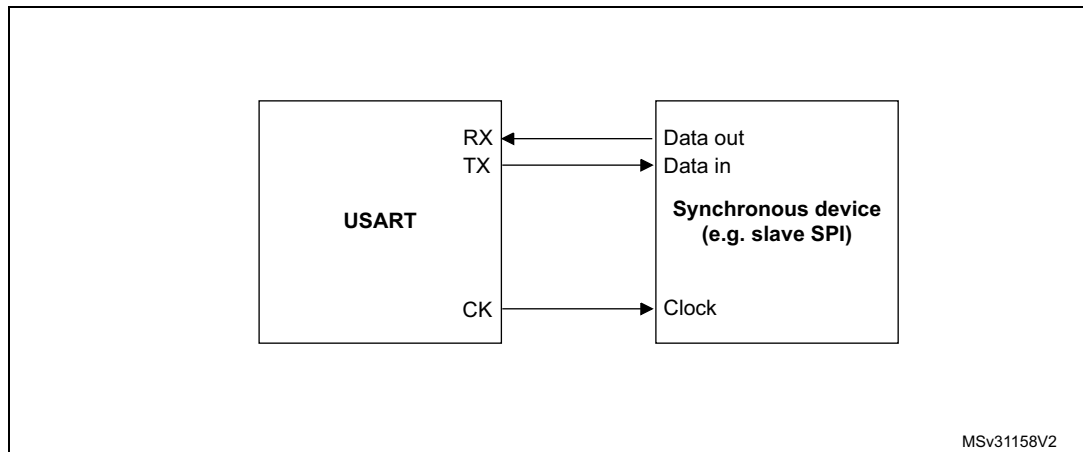 RX
Data out
TX
Data in
USART
Synchronous device
(e.g. slave SPI)
CK
Clock
MSv31158V2